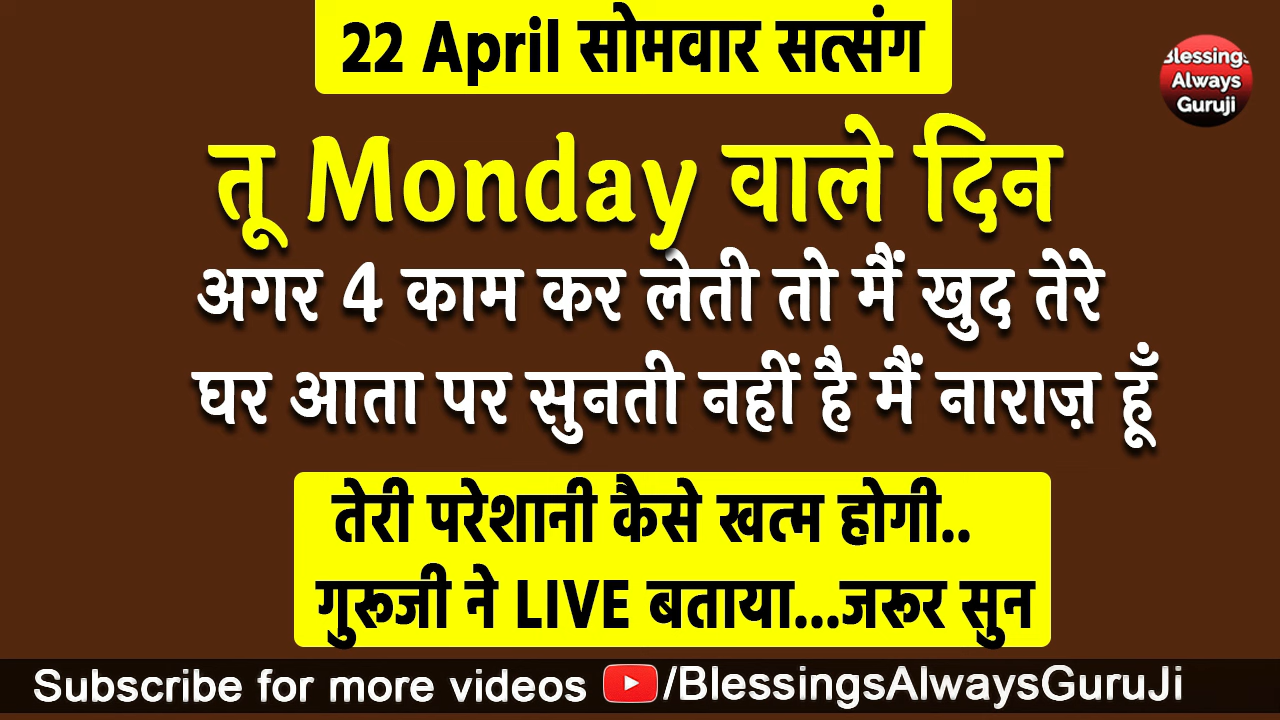 22 April सोमवार सत्संग
Blessings
Always
Guruji
तू Monday वाले दिन
अगर 4 काम कर लेती तो मैं खुद तेरे
घर आता पर सुनती नहीं है मैं नाराज़ हूँ
तेरी परेशानी कैसे खत्म होगी..
गुरूजी ने LIVE बताया...जरूर सुन
Subscribe for more videos /BlessingsAlwaysGuruJi